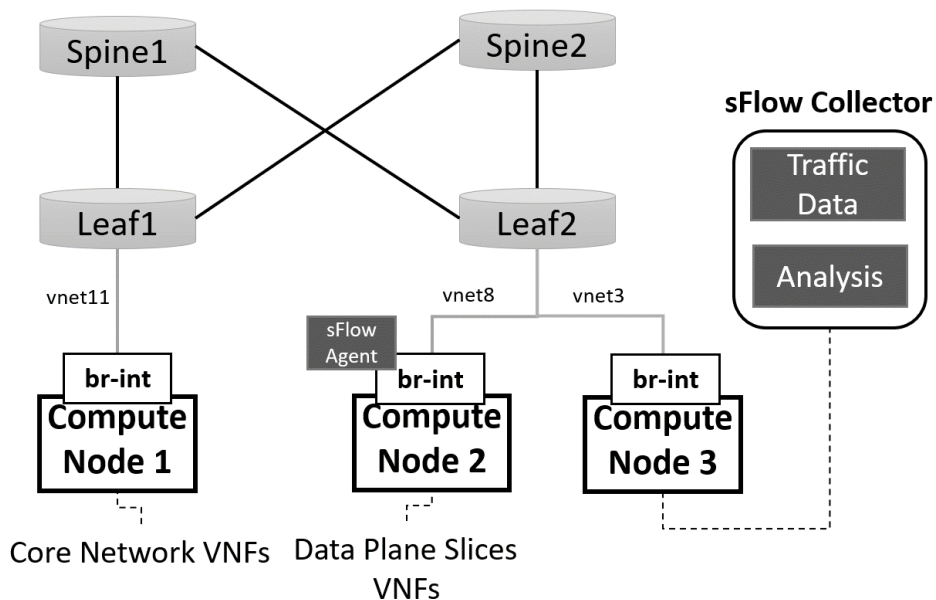 Spine1
Spine2
sFlow Collector
Traffic
Data
Analysis
Leaf1
Leaf2
vnet11
vnet8
vnet3
sFlow
Agent
br-int
br-int
br-int
Compute
Node 1
Compute
Node 2
Compute
Node 3
Core Network VNFs
Data Plane Slices
VNFs